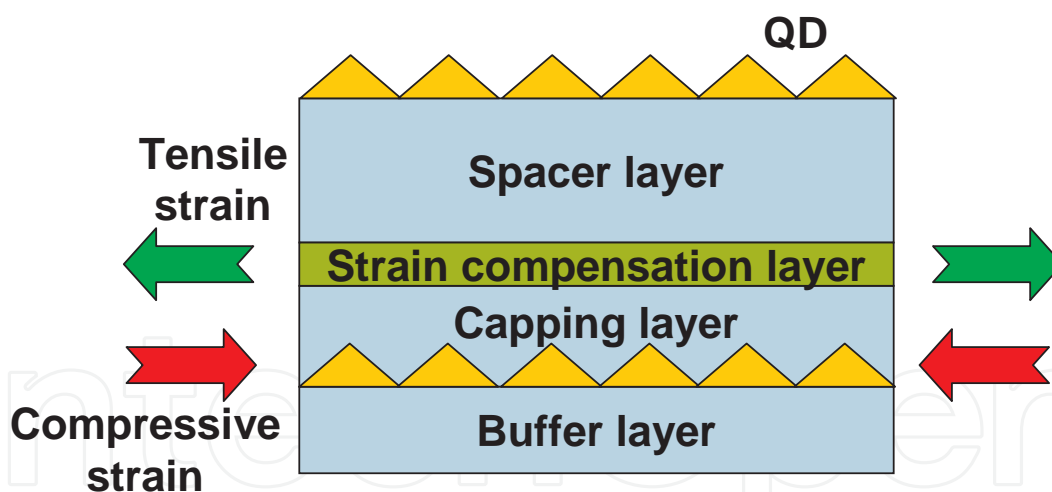 QD
Tensile
strain
Spacer layer
Strain compensation layer
Capping layer
Compressive
strain
Buffer layer